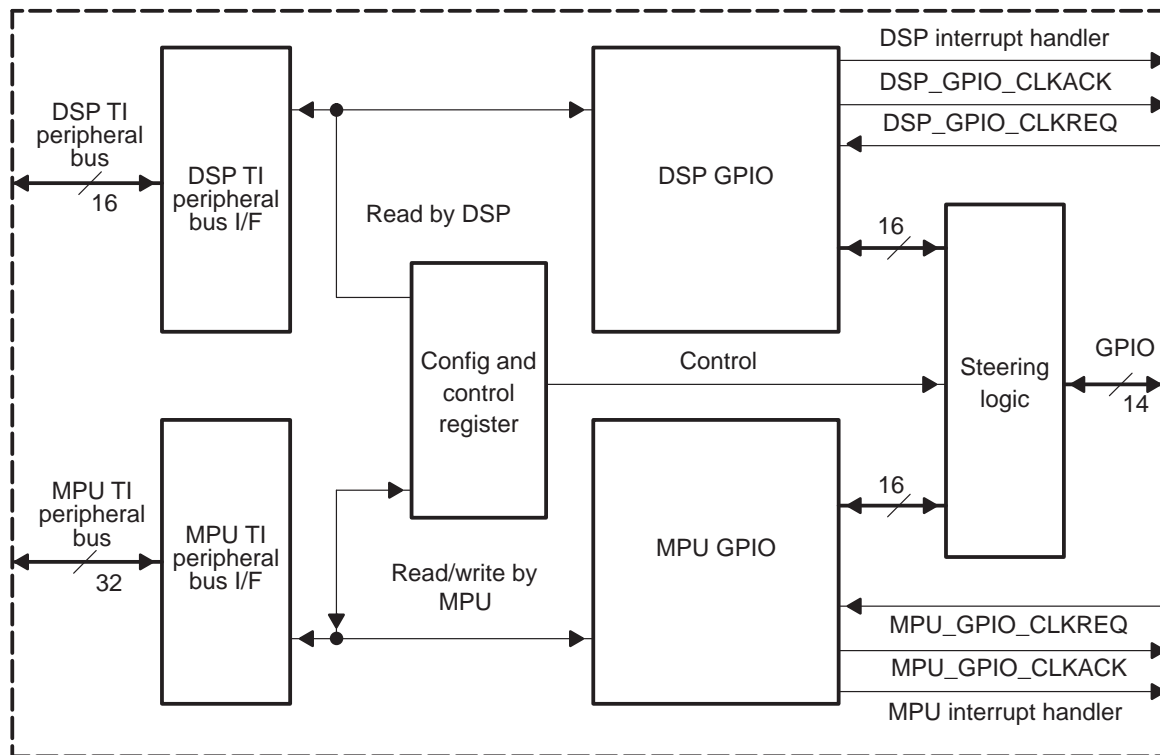 DSP interrupt handler
DSP_GPIO_CLKACK
DSP_GPIO_CLKREQ
DSP TI
peripheral
bus
16
DSP TI
peripheral
bus I/F
Read by DSP
DSP GPIO
16
Config and
control
register
Control
Steering
logic
GPIO
14
MPU TI
peripheral
bus
32
MPU TI
peripheral
bus I/F
Read/write by
MPU
MPU GPIO
16
MPU_GPIO_CLKREQ
MPU_GPIO_CLKACK
MPU interrupt handler